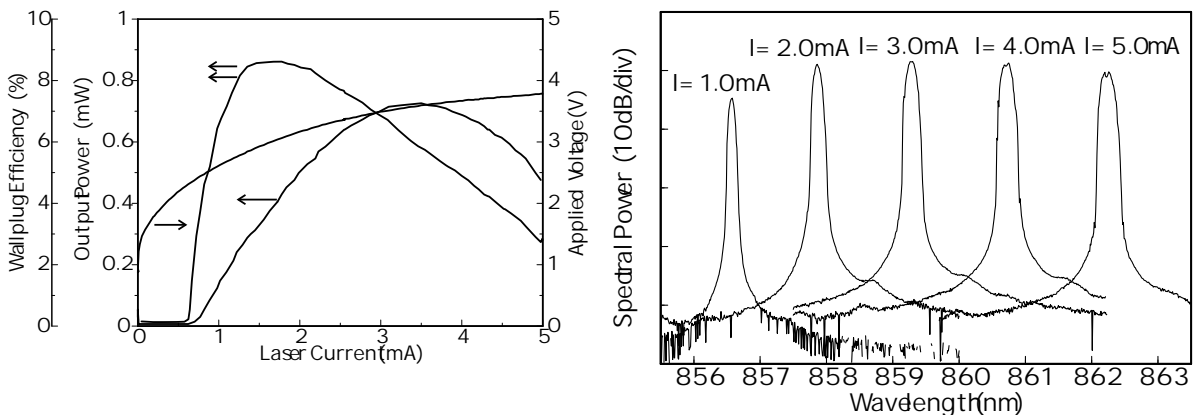 10
1
5
8
0.8
4
6
0.6
3
4
0.4
2
2
0.2
1
0
0
0
0
1
2
3
4
5
Wallplug Efficiency (%)
Output Power (mW)
Applied Voltage (V)
Laser Current (mA)
I= 1.0mA
I= 2.0mA
I= 3.0mA
I= 4.0mA
I= 5.0mA
Spectral Power (10dB/div)
856
857
858
859
860
861
862
863
Wavelength(nm)